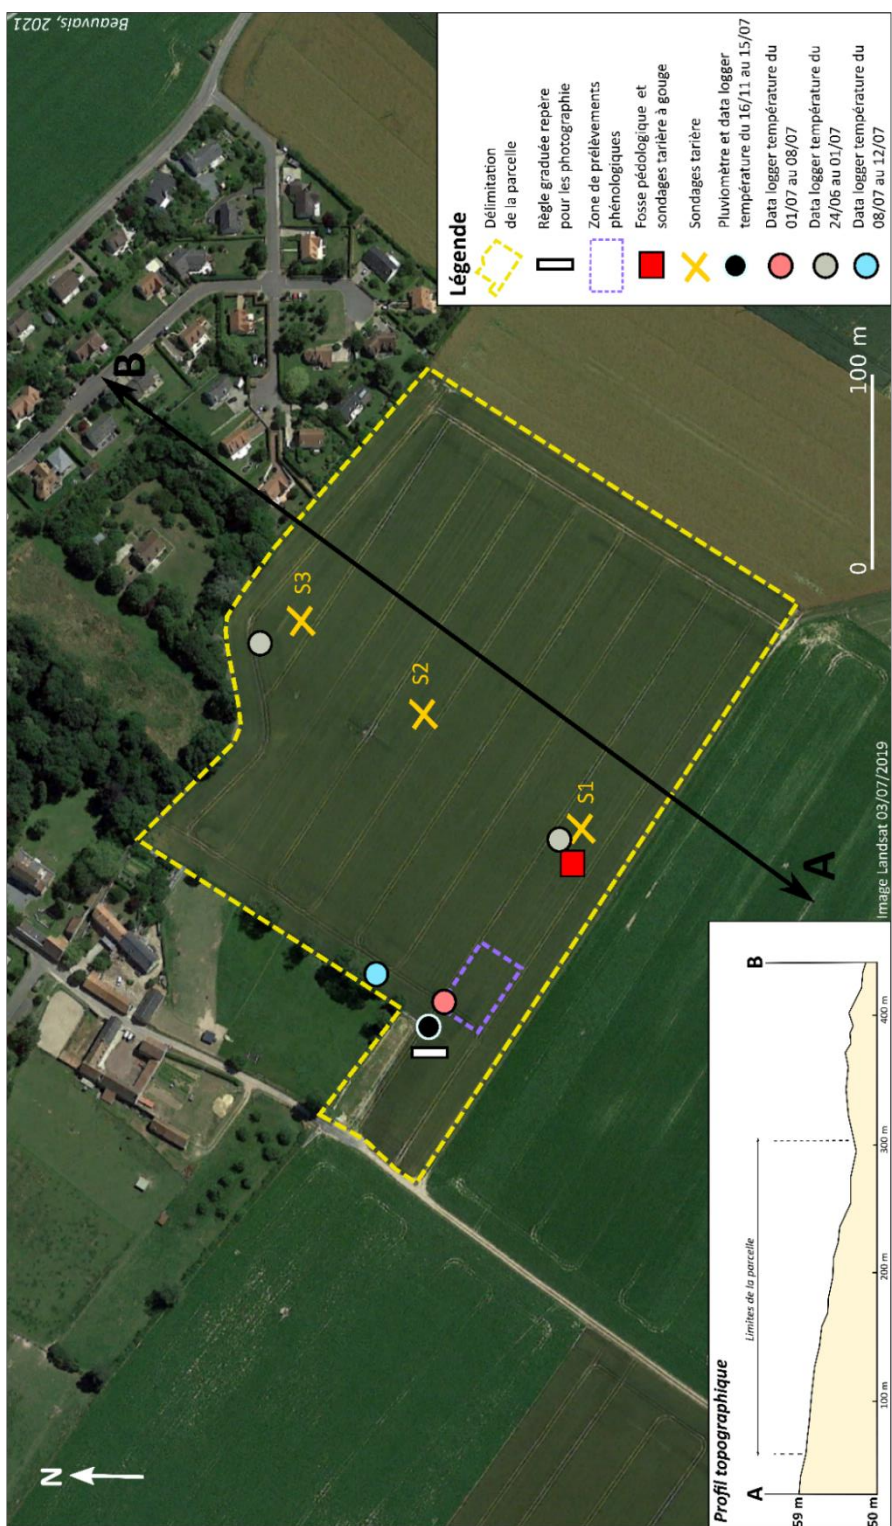 Beauvais, 2021
N
B
A
S3
S2
S1
0
100 m
Image Landsat 03/07/2019
Légende
Délimitation
de la parcelle
Règle graduée repère
pour les photographie
Zone de prélèvements
phénologiques
Fosse pédologique et
sondages tarière à gouge
Sondages tarière
Pluviomètre et data logger
température du 16/11 au 15/07
Data logger température du
01/07 au 08/07
Data logger température du
24/06 au 01/07
Data logger température du
08/07 au 12/07
Profil topographique
A
B
Limites de la parcelle
59 m
50 m
100 m
200 m
300 m
400 m